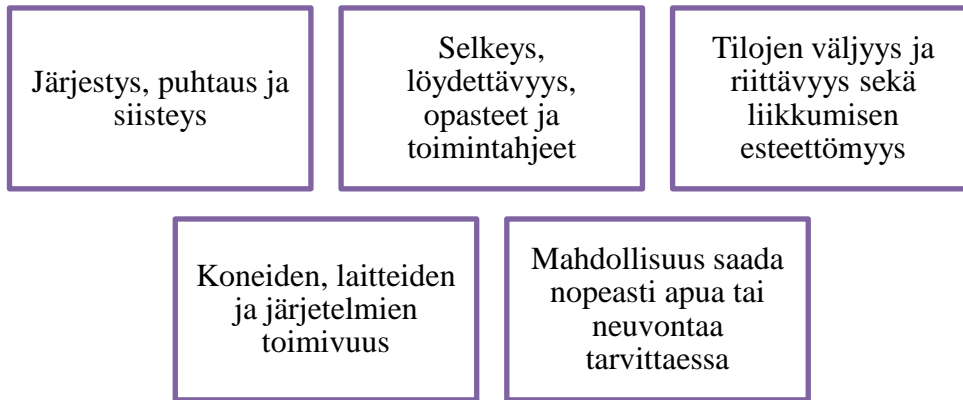 Järjestys, puhtaus ja
siisteys
Selkeys,
löydettävyys,
opasteet ja
toimintahjeet
Tilojen väljyys ja
riittävyys sekä
liikkumisen
esteettömyys
Koneiden, laitteiden
ja järjetelmien
toimivuus
Mahdollisuus saada
nopeasti apua tai
neuvontaa
tarvittaessa